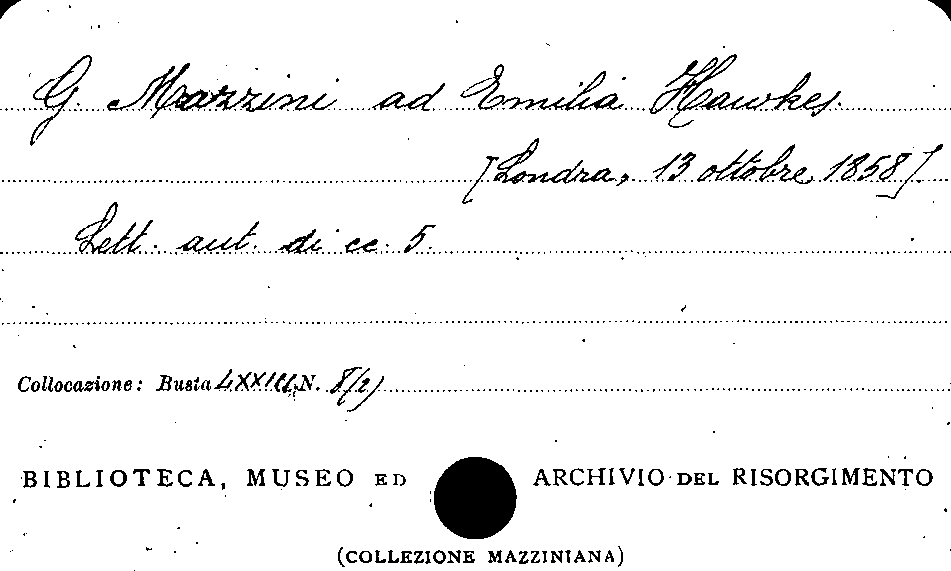 G. Mazzini ad Emilia Hawkes.
[Londra, 13 ottobre 1858].
Lett. aut. di cc. 5.
Collocazione: Busta LXXIII N. 8/2)
BIBLIOTECA, MUSEO ED ARCHIVIO DEL RISORGIMENTO
(COLLEZIONE MAZZINIANA)